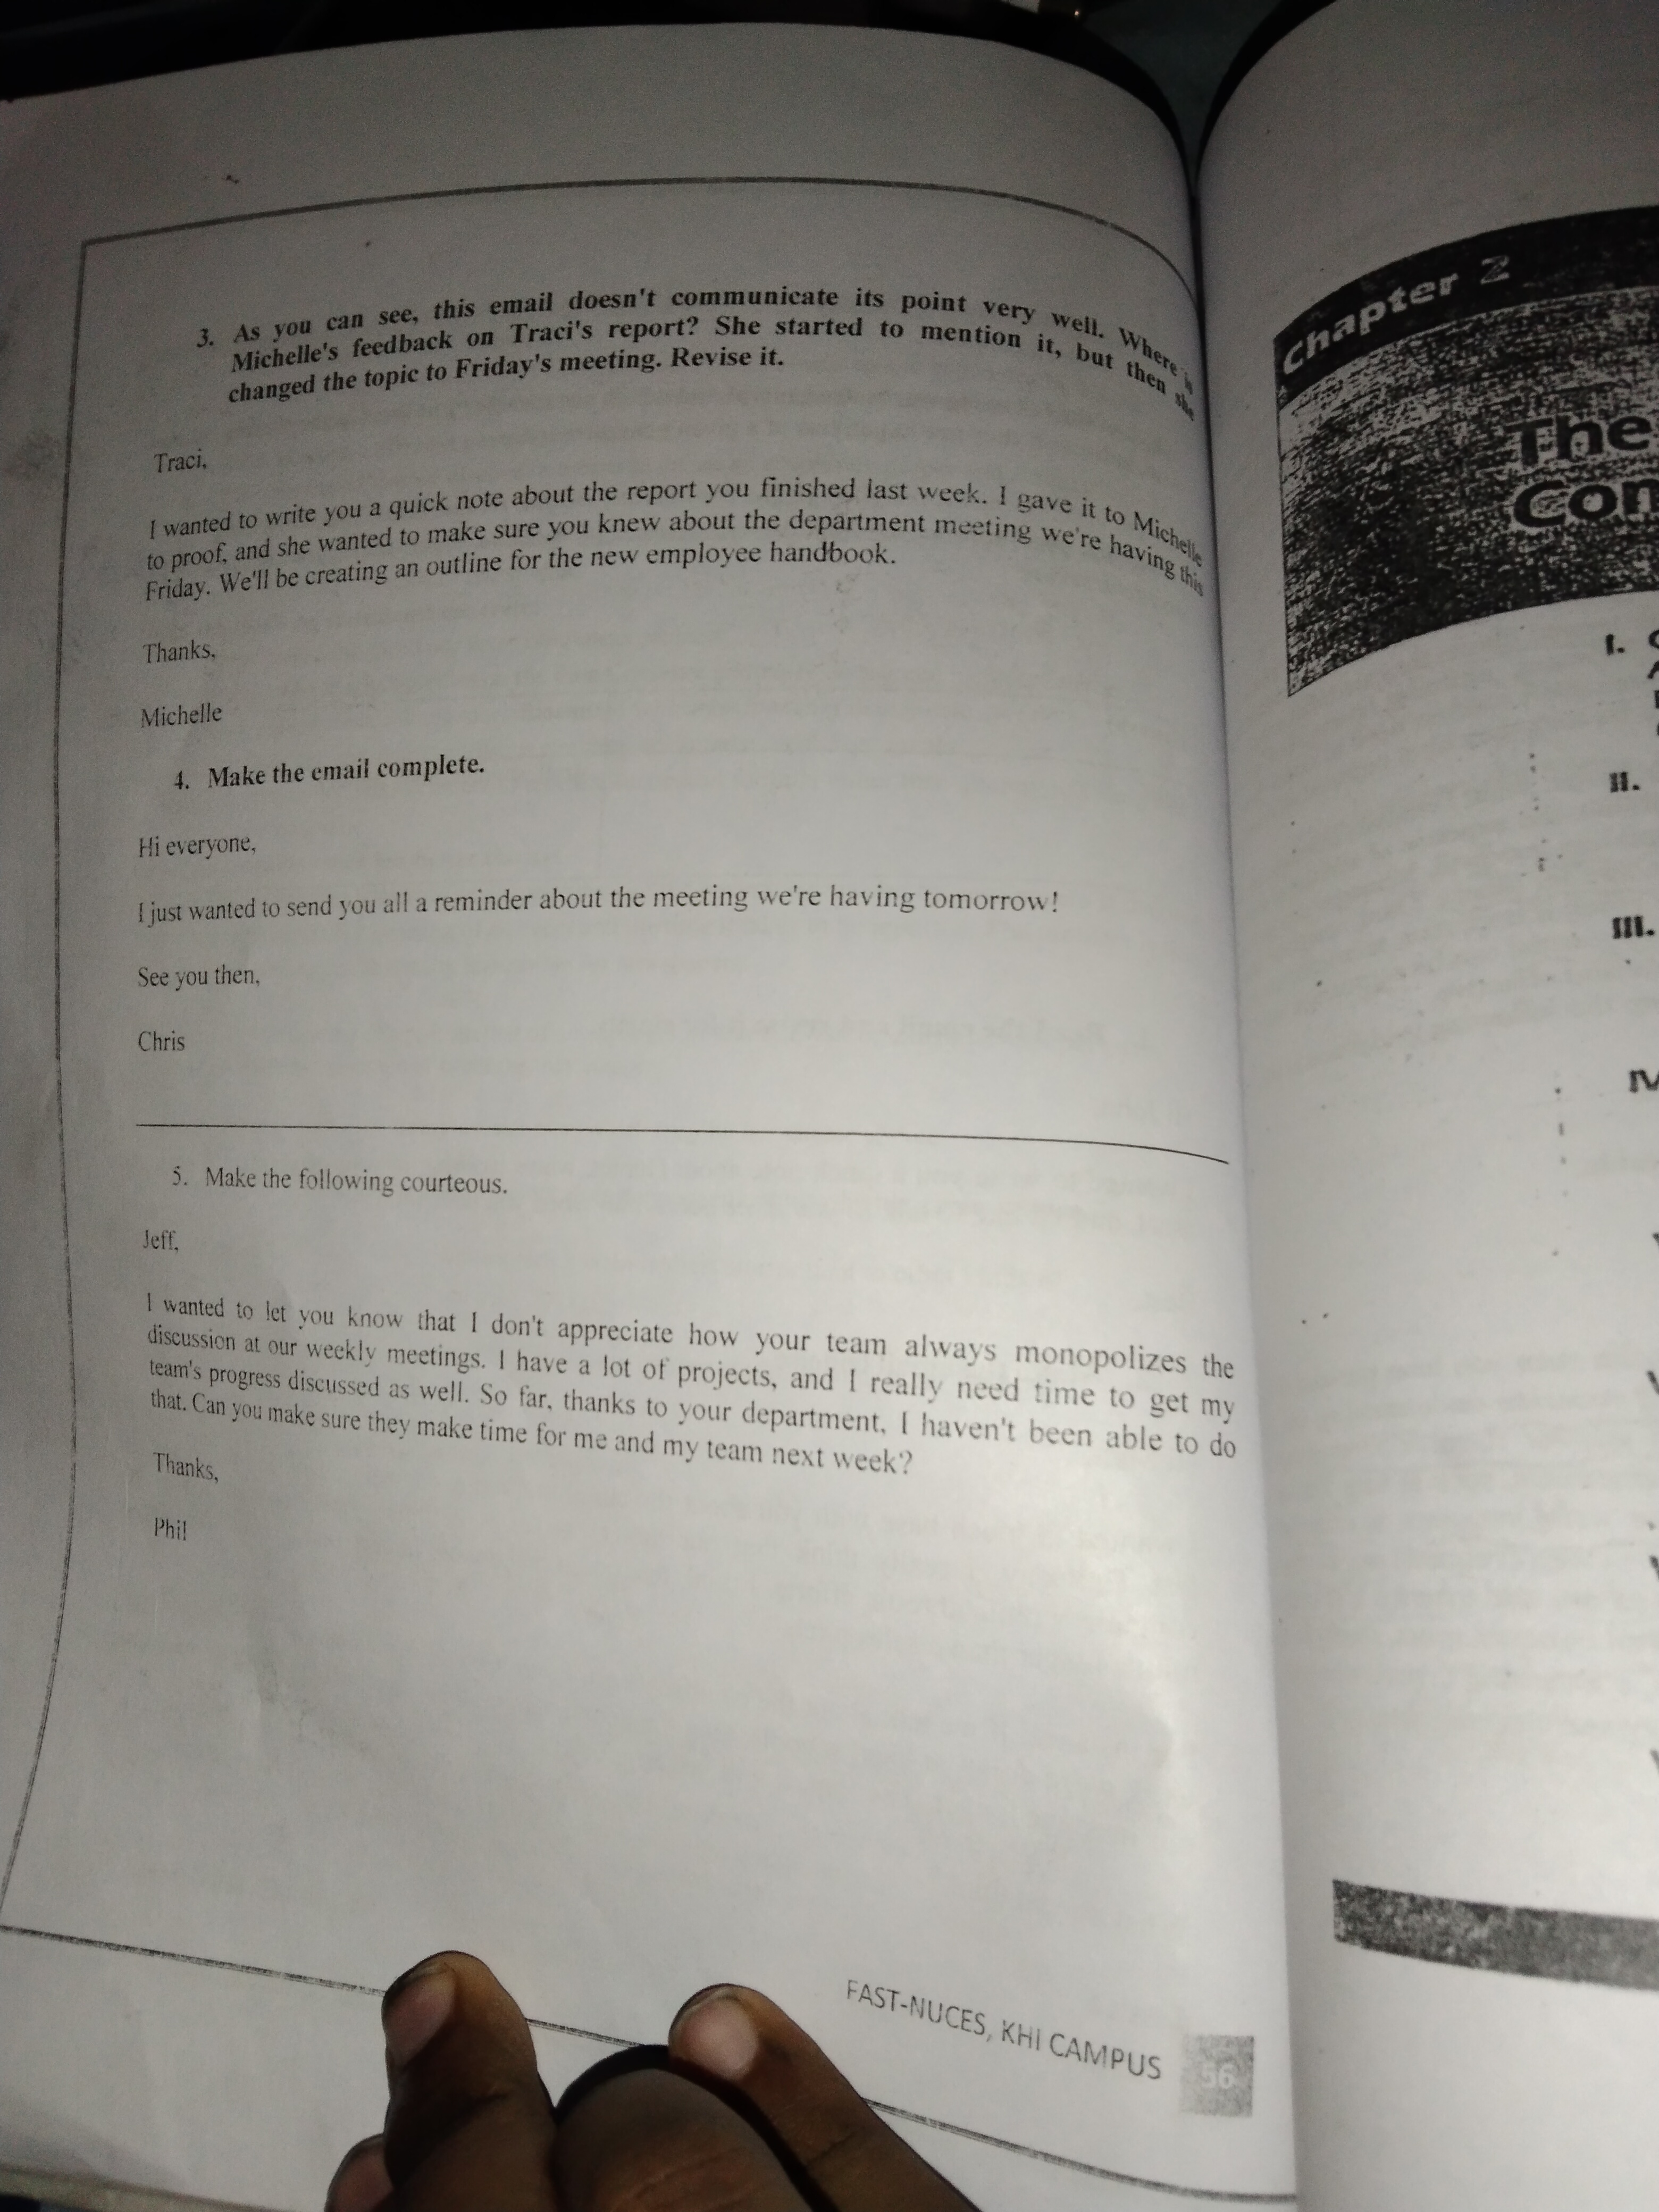 3. As you can see, this email doesn't communicate its point very well. Where is
Michelle's feedback on Traci's report? She started to mention it, but then she
changed the topic to Friday's meeting. Revise it.
Traci,
I wanted to write you a quick note about the report you finished last week. I gave it to Michelle
to proof, and she wanted to make sure you knew about the department meeting we're having this
Friday. We'll be creating an outline for the new employee handbook.
Thanks,
Michelle
4. Make the email complete.
Hi everyone,
I just wanted to send you all a reminder about the meeting we're having tomorrow!
See you then,
Chris
5. Make the following courteous.
Jeff,
I wanted to let you know that I don't appreciate how your team always monopolizes the
discussion at our weekly meetings. I have a lot of projects, and I really need time to get my
team's progress discussed as well. So far, thanks to your department, I haven't been able to do
that. Can you make sure they make time for me and my team next week?
Thanks,
Phil
FAST-NUCES, KHI CAMPUS
56
Chapter 2
The
I.
II.
III.